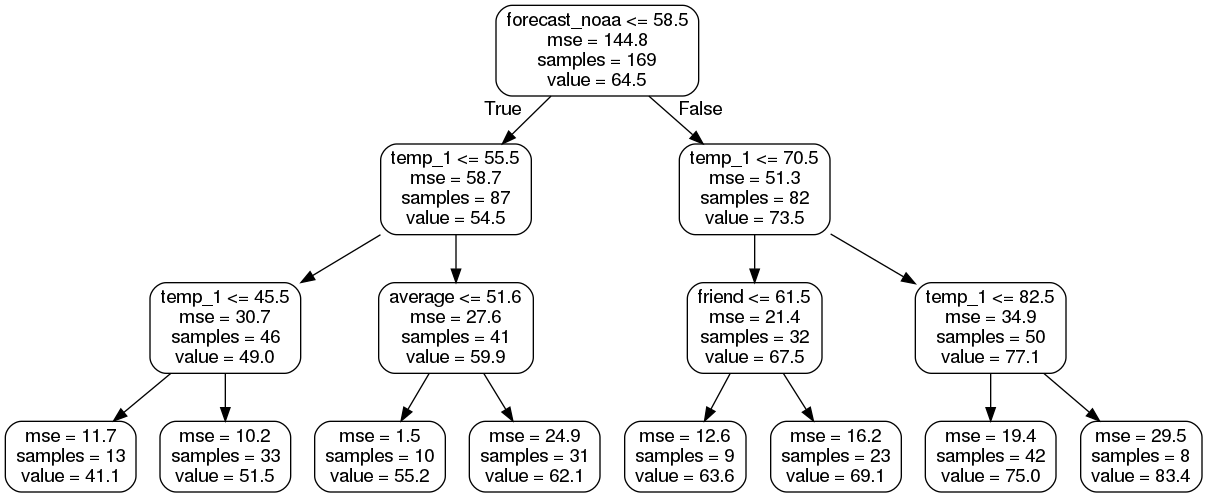 forecast_noaa <= 58.5
mse = 144.8
samples = 169
value = 64.5
True
False
temp_1 <= 55.5
mse = 58.7
samples = 87
value = 54.5
temp_1 <= 70.5
mse = 51.3
samples = 82
value = 73.5
temp_1 <= 45.5
mse = 30.7
samples = 46
value = 49.0
average <= 51.6
mse = 27.6
samples = 41
value = 59.9
friend <= 61.5
mse = 21.4
samples = 32
value = 67.5
temp_1 <= 82.5
mse = 34.9
samples = 50
value = 77.1
mse = 11.7
samples = 13
value = 41.1
mse = 10.2
samples = 33
value = 51.5
mse = 1.5
samples = 10
value = 55.2
mse = 24.9
samples = 31
value = 62.1
mse = 12.6
samples = 9
value = 63.6
mse = 16.2
samples = 23
value = 69.1
mse = 19.4
samples = 42
value = 75.0
mse = 29.5
samples = 8
value = 83.4